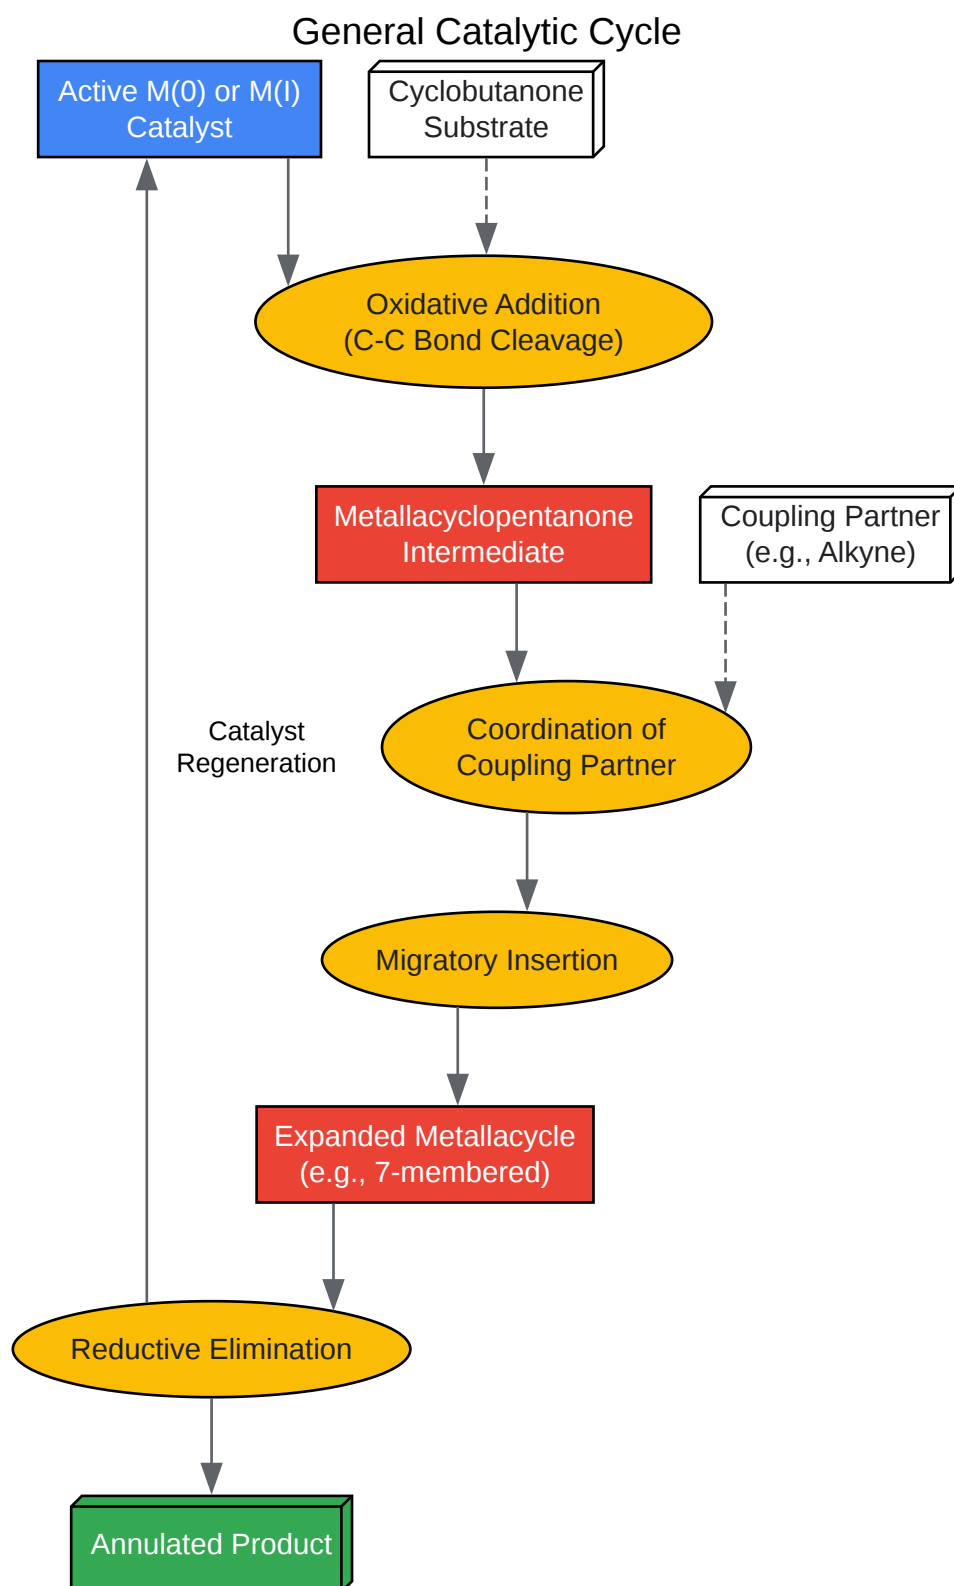 General Catalytic Cycle
Active M(0) or M(I)
Catalyst
Cyclobutanone
Substrate
Oxidative Addition
(C-C Bond Cleavage)
Metallacyclopentanone
Intermediate
Coupling Partner
(e.g., Alkyne)
Coordination of
Coupling Partner
Catalyst
Regeneration
Migratory Insertion
Expanded Metallacycle
(e.g., 7-membered)
Reductive Elimination
Annulated Product